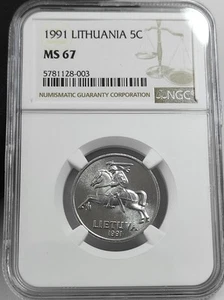 1991 LITHUANIA 5C
MS 67
5781128-003
NUMISMATIC GUARANTY CORPORATION
NGC
LIETUVA
1991